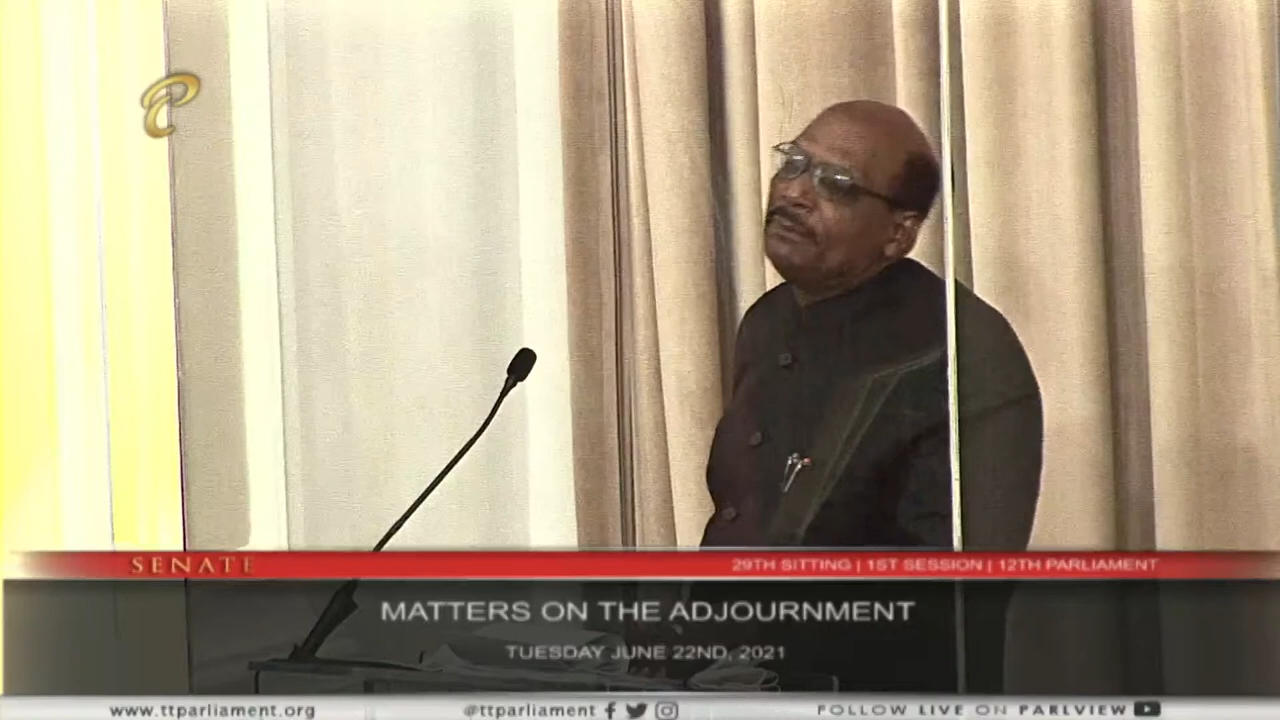 SENATE
29TH SITTING | 1ST SESSION | 12TH PARLIAMENT
MATTERS ON THE ADJOURNMENT
TUESDAY JUNE 22ND, 2021
www.ttparliament.org @ttparliament FOLLOW LIVE ON PARLVIEW